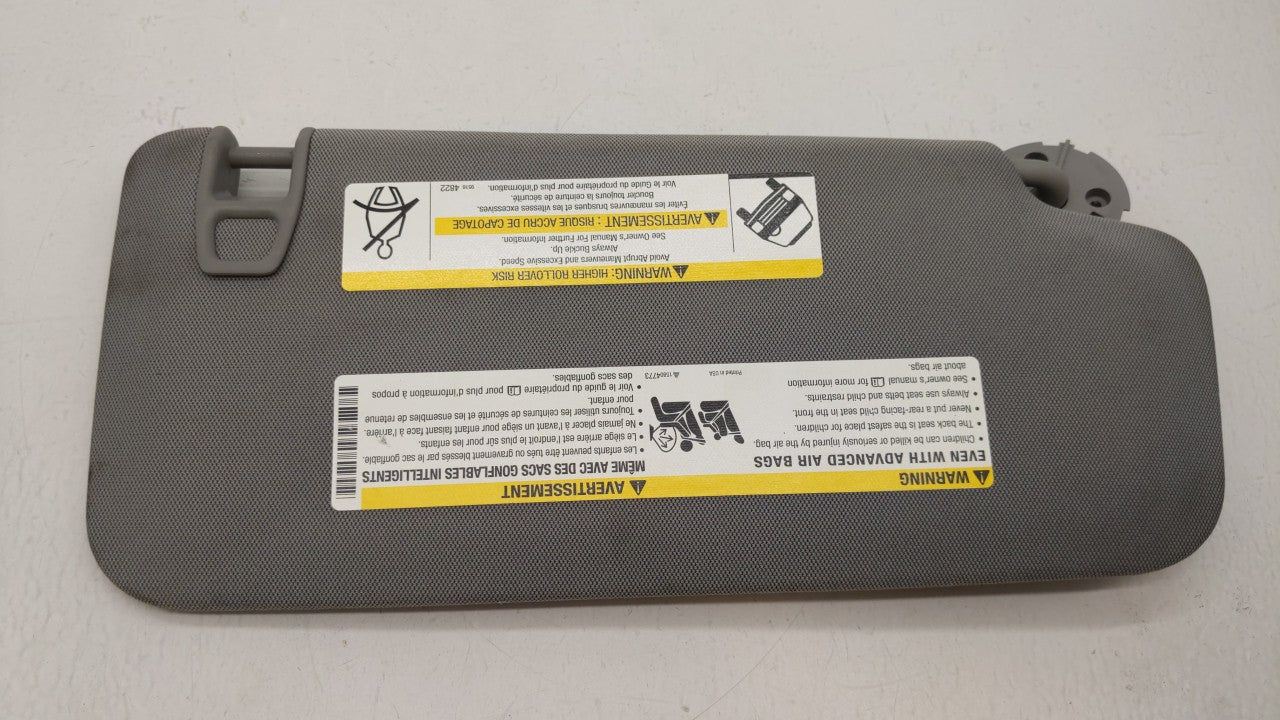 ⚠WARNING
EVEN WITH ADVANCED AIR BAGS
• Children can be killed or seriously injured by the air bag.
• The back seat is the safest place for children.
• Never put a rear-facing child seat in the front.
• Always use seat belts and child restraints.
• See owner's manual for more information
about air bags.
Printed in USA
15804773
⚠ AVERTISSEMENT
MÊME AVEC DES SACS GONFLABLES INTELLIGENTS
• Les enfants peuvent être tués ou gravement blessés par le sac gonflable.
• Le siège arrière est l'endroit le plus sûr pour les enfants.
• Ne jamais placer à l'avant un siège pour enfant faisant face à l'arrière.
• Toujours utiliser les ceintures de sécurité et les ensembles de retenue
pour enfant.
• Voir le guide du propriétaire pour plus d'information à propos
des sacs gonflables.
⚠WARNING: HIGHER ROLLOVER RISK
Avoid Abrupt Maneuvers and Excessive Speed.
Always Buckle Up.
See Owner's Manual For Further Information.
⚠AVERTISSEMENT : RISQUE ACCRU DE CAPOTAGE
Éviter les manœuvres brusques et les vitesses excessives.
Boucler toujours la ceinture de sécurité.
Voir le Guide du propriétaire pour plus d'information.
4822